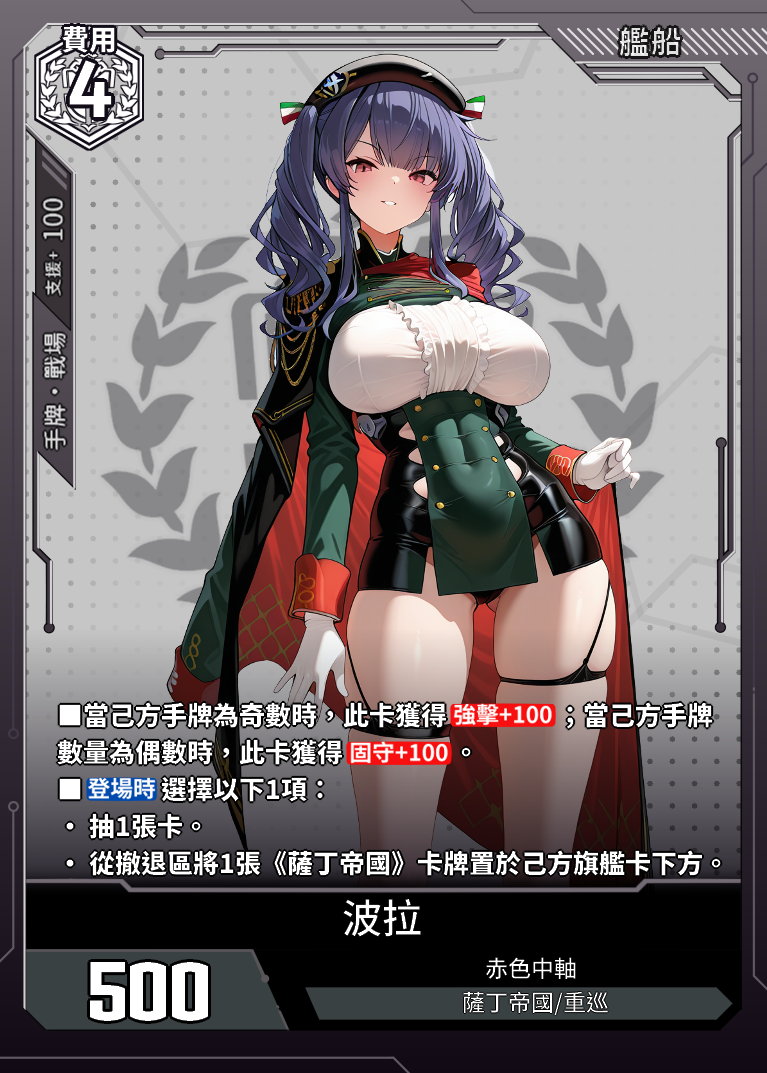 費用
艦船
4
支援+ 100
手牌・戰場
■當己方手牌為奇數時，此卡獲得 強擊+100 ；當己方手牌
數量為偶數時，此卡獲得 固守+100 。
■ 登場時 選擇以下1項：
・ 抽1張卡。
・ 從撤退區將1張《薩丁帝國》卡牌置於己方旗艦卡下方。
波拉
500
赤色中軸
薩丁帝國/重巡